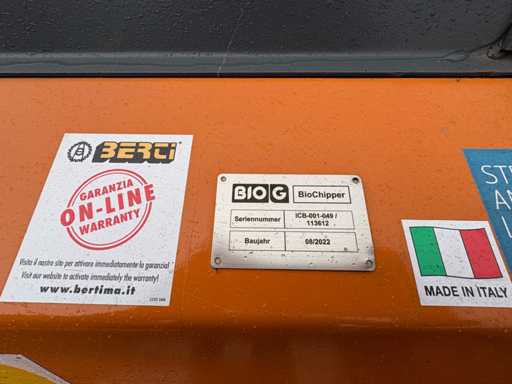 BERTI
GARANZIA
ON-LINE
WARRANTY
Visita il nostro sito per attivare immediatamente la garanzia!
Visit our website to activate immediately the warranty!
www.bertima.it
BIO G BioChipper
Seriennummer ICB-001-049 /
113612
Baujahr 08/2022
MADE IN ITALY